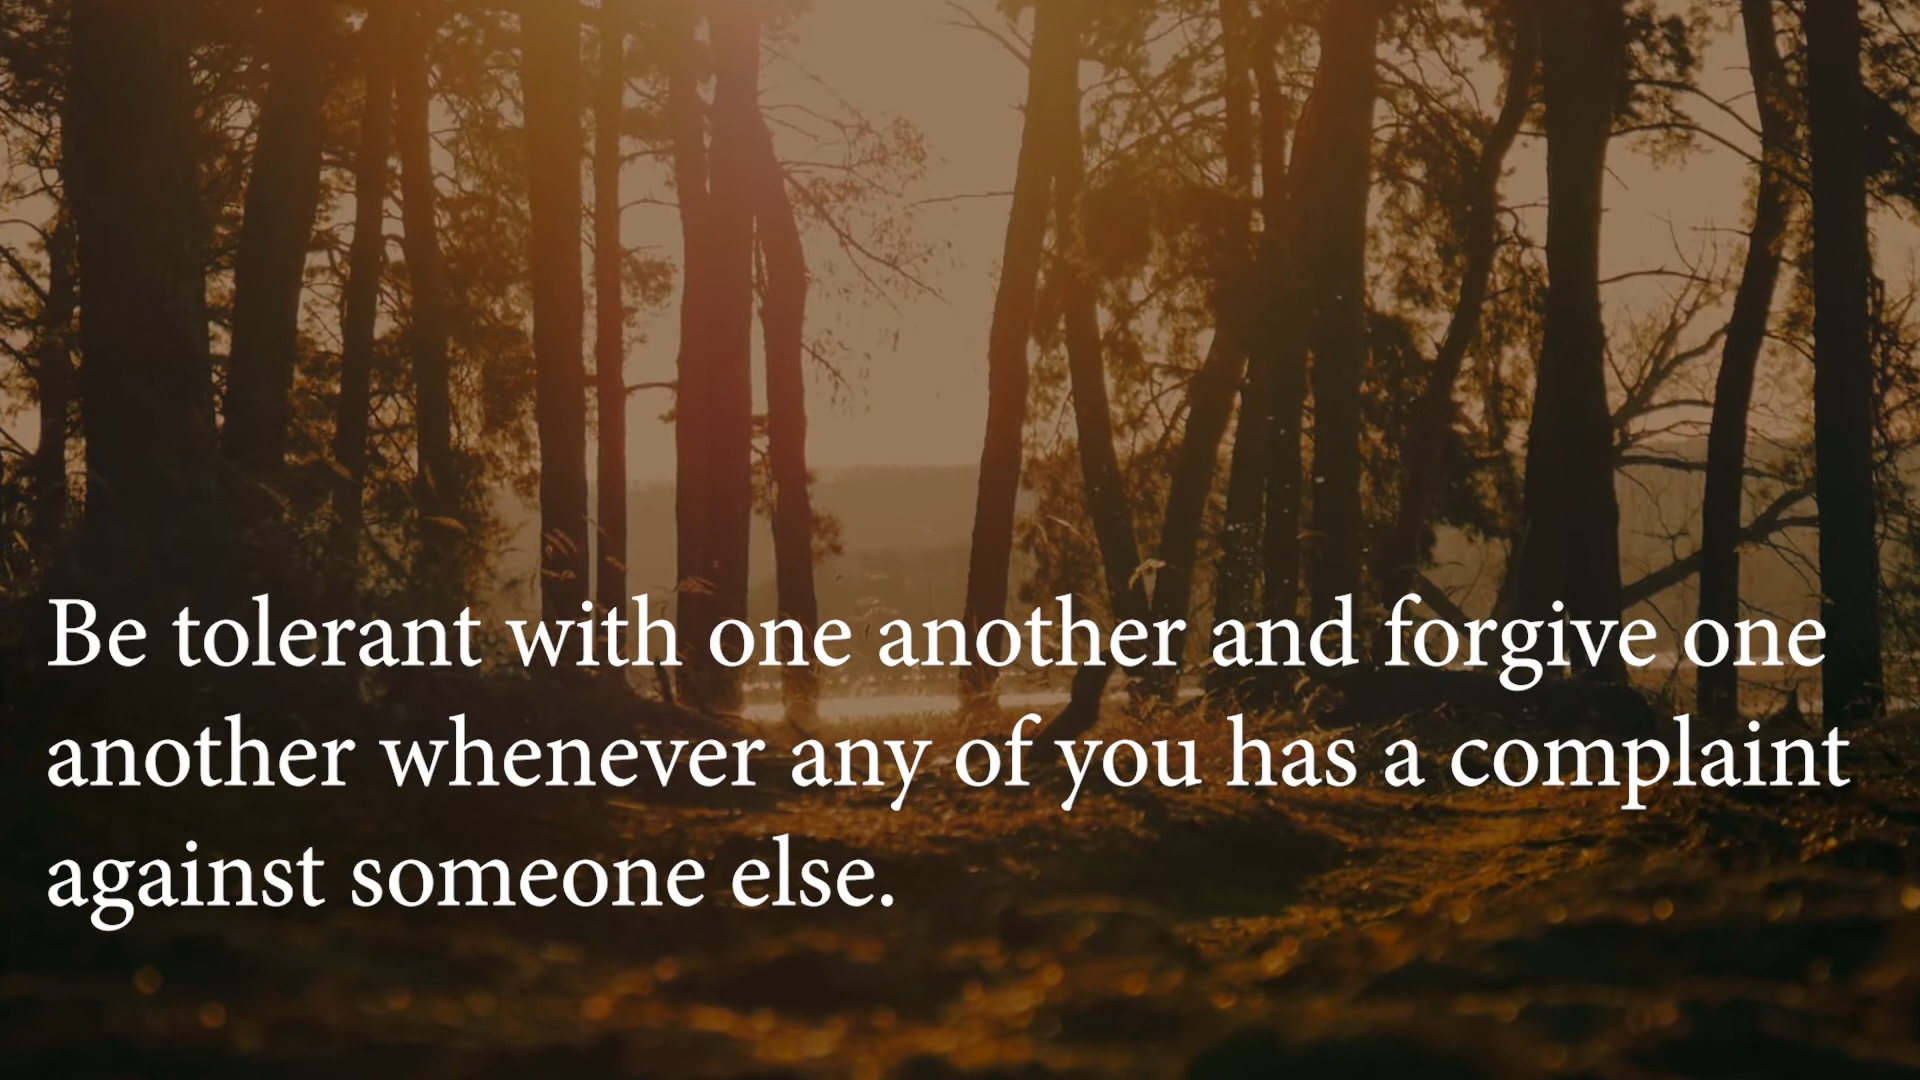 Be tolerant with one another and forgive one
another whenever any of you has a complaint
against someone else.